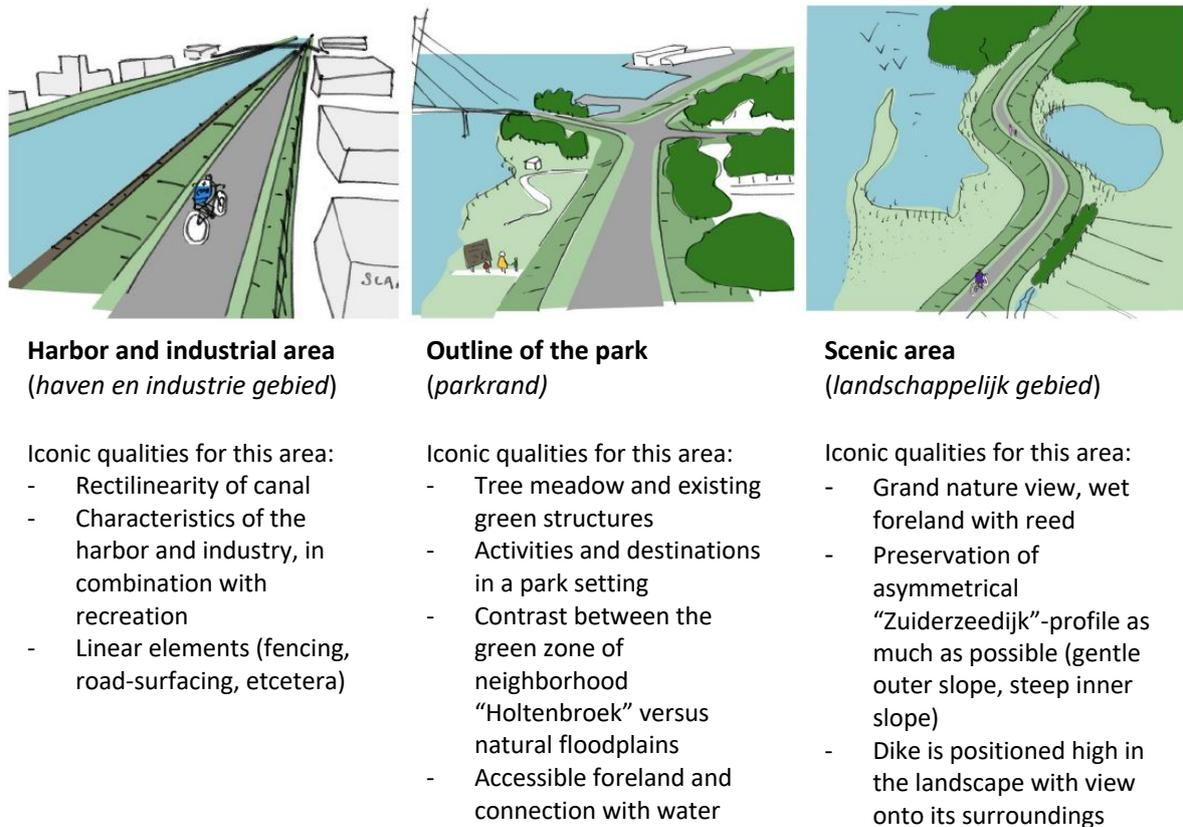 SLA
Harbor and industrial area
(haven en industrie gebied)
Iconic qualities for this area:
- Rectilinearity of canal
- Characteristics of the
harbor and industry, in
combination with
recreation
- Linear elements (fencing,
road-surfacing, etcetera)
Outline of the park
(parkrand)
Iconic qualities for this area:
- Tree meadow and existing
green structures
- Activities and destinations
in a park setting
- Contrast between the
green zone of
neighborhood
“Holtenbroek” versus
natural floodplains
- Accessible foreland and
connection with water
Scenic area
(landschappelijk gebied)
Iconic qualities for this area:
- Grand nature view, wet
foreland with reed
- Preservation of
asymmetrical
“Zuiderzeedijk”-profile as
much as possible (gentle
outer slope, steep inner
slope)
- Dike is positioned high in
the landscape with view
onto its surroundings